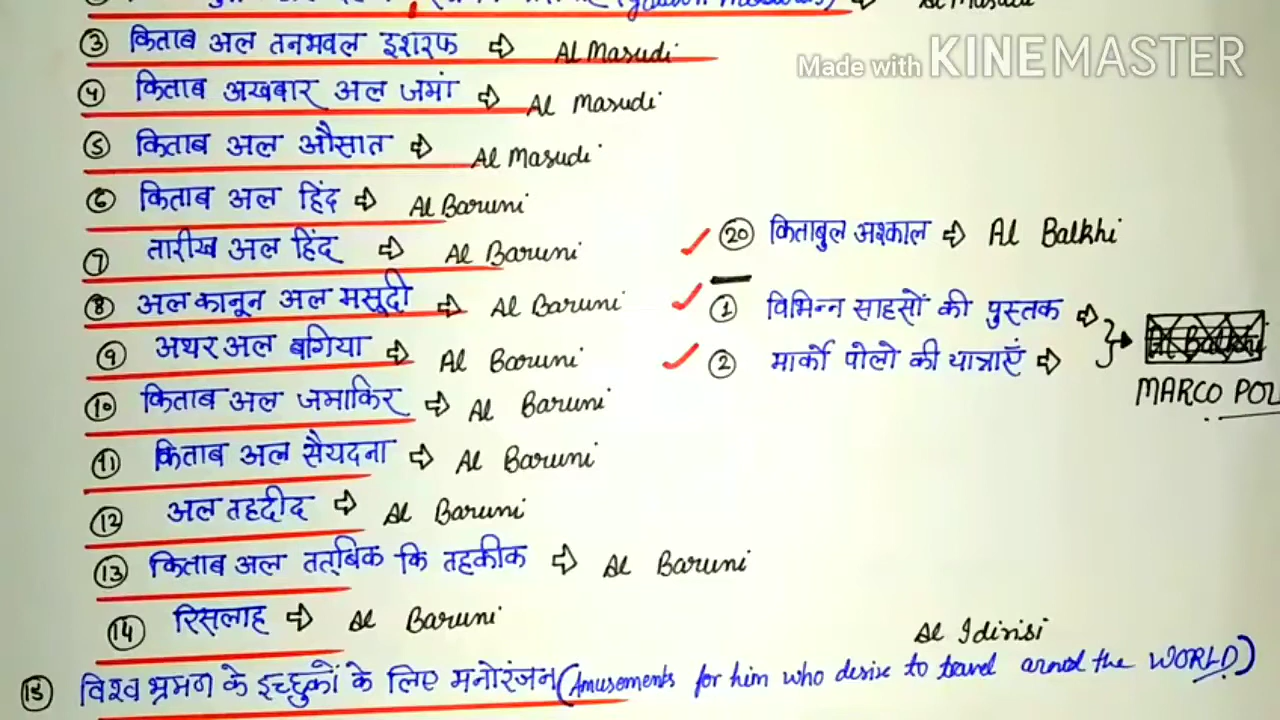 Made with KINEMASTER
③ किताब अल तनभवल इशरफ ⇨ Al Masudi
④ किताब अखबार अल जमां ⇨ Al Masudi
⑤ किताब अल औसात ⇨ Al Masudi
⑥ किताब अल हिंद ⇨ Al Baruni
⑦ तारीख अल हिंद ⇨ Al Baruni
⑧ अल कानून अल मसूदी ⇨ Al Baruni
⑨ अथर अल बगिया ⇨ Al Baruni
⑩ किताब अल जमाकिर ⇨ Al Baruni
⑪ किताब अल सैयदना ⇨ Al Baruni
⑫ अल तहदीद ⇨ Al Baruni
⑬ किताब अल तत्बिक कि तहकीक ⇨ Al Baruni
⑭ रिसलाह ⇨ Al Baruni
Al Idirisi
⑮ विश्व भ्रमण के इच्छुकों के लिए मनोरंजन (Amusements for him who desire to travel around the WORLD)
⑳ किताबुल अश्काल ⇨ Al Balkhi
① विभिन्न साहसों की पुस्तक ⇨
② मार्को पोलो की यात्राएँ ⇨
MARCO POL